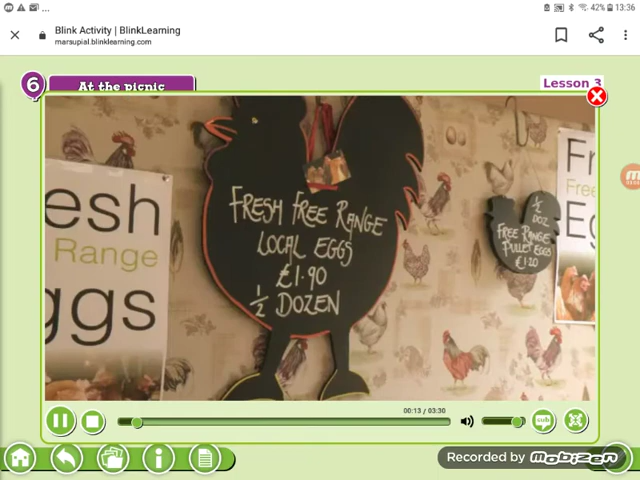 42% 13:36
Blink Activity | BlinkLearning
marsupial.blinklearning.com
6 At the picnic
Lesson 3
esh
Range
ggs
FRESH FREE RANGE
LOCAL EGGS
£1.90
1/2 DOZEN
1/2
DOZ
FREE RANGE
PULLET EGGS
£1.20
Fr
Free
Eg
00:13 / 03:30
sub
Recorded by Mobizen